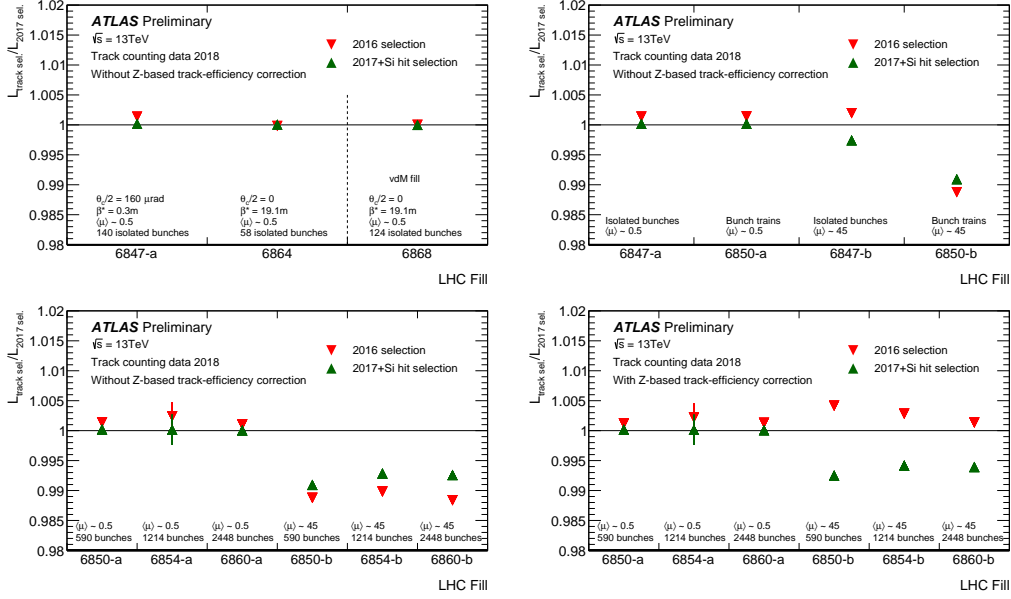 L_track sel./L_2017 sel.
1.02
1.015
1.01
1.005
1
0.995
0.99
0.985
0.98
ATLAS Preliminary
√s = 13TeV
Track counting data 2018
Without Z-based track-efficiency correction
2016 selection
2017+Si hit selection
vdM fill
θ_c/2 = 160 μrad
β* = 0.3m
⟨μ⟩ ~ 0.5
140 isolated bunches
θ_c/2 = 0
β* = 19.1m
⟨μ⟩ ~ 0.5
58 isolated bunches
θ_c/2 = 0
β* = 19.1m
⟨μ⟩ ~ 0.5
124 isolated bunches
6847-a 6864 6868
LHC Fill
L_track sel./L_2017 sel.
1.02
1.015
1.01
1.005
1
0.995
0.99
0.985
0.98
ATLAS Preliminary
√s = 13TeV
Track counting data 2018
Without Z-based track-efficiency correction
2016 selection
2017+Si hit selection
Isolated bunches
⟨μ⟩ ~ 0.5
Bunch trains
⟨μ⟩ ~ 0.5
Isolated bunches
⟨μ⟩ ~ 45
Bunch trains
⟨μ⟩ ~ 45
6847-a 6850-a 6847-b 6850-b
LHC Fill
L_track sel./L_2017 sel.
1.02
1.015
1.01
1.005
1
0.995
0.99
0.985
0.98
ATLAS Preliminary
√s = 13TeV
Track counting data 2018
Without Z-based track-efficiency correction
2016 selection
2017+Si hit selection
⟨μ⟩ ~ 0.5 ⟨μ⟩ ~ 0.5 ⟨μ⟩ ~ 0.5 ⟨μ⟩ ~ 45 ⟨μ⟩ ~ 45 ⟨μ⟩ ~ 45
590 bunches 1214 bunches 2448 bunches 590 bunches 1214 bunches 2448 bunches
6850-a 6854-a 6860-a 6850-b 6854-b 6860-b
LHC Fill
L_track sel./L_2017 sel.
1.02
1.015
1.01
1.005
1
0.995
0.99
0.985
0.98
ATLAS Preliminary
√s = 13TeV
Track counting data 2018
With Z-based track-efficiency correction
2016 selection
2017+Si hit selection
⟨μ⟩ ~ 0.5 ⟨μ⟩ ~ 0.5 ⟨μ⟩ ~ 0.5 ⟨μ⟩ ~ 45 ⟨μ⟩ ~ 45 ⟨μ⟩ ~ 45
590 bunches 1214 bunches 2448 bunches 590 bunches 1214 bunches 2448 bunches
6850-a 6854-a 6860-a 6850-b 6854-b 6860-b
LHC Fill